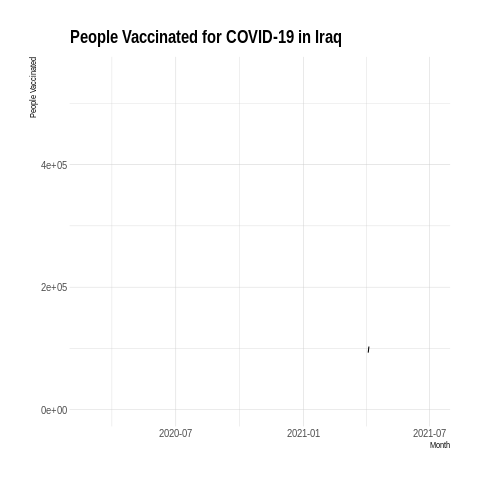 People Vaccinated for COVID-19 in Iraq
People Vaccinated
4e+05
2e+05
0e+00
2020-07
2021-01
2021-07
Month